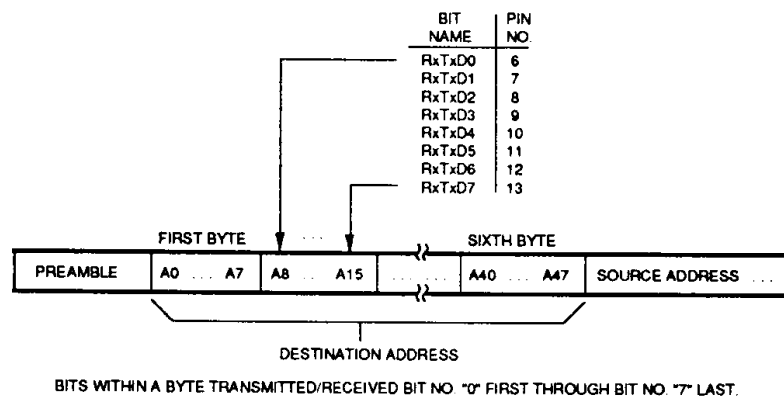 BIT NAME PIN NO.
RxTxD0 6
RxTxD1 7
RxTxD2 8
RxTxD3 9
RxTxD4 10
RxTxD5 11
RxTxD6 12
RxTxD7 13
FIRST BYTE ... SIXTH BYTE
PREAMBLE A0 ... A7 A8 .. A15 ... ... A40 ... A47 SOURCE ADDRESS ...
DESTINATION ADDRESS
BITS WITHIN A BYTE TRANSMITTED/RECEIVED BIT NO. "0" FIRST THROUGH BIT NO. "7" LAST.